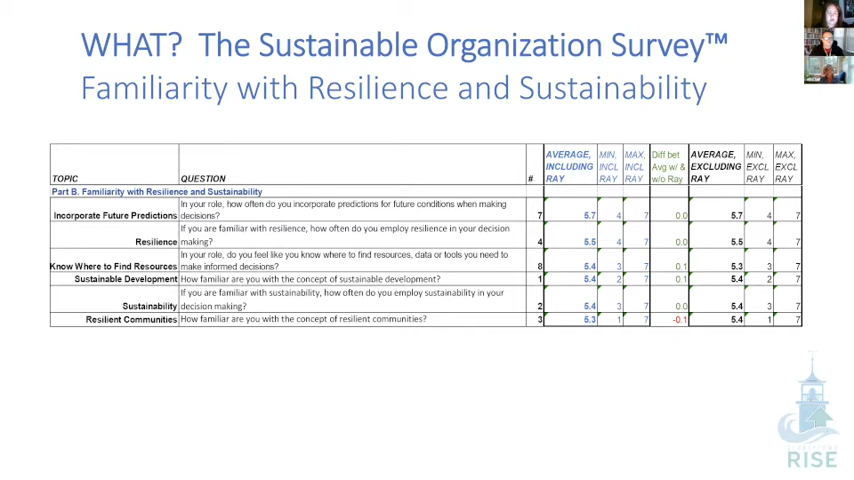 WHAT? The Sustainable Organization Survey™
Familiarity with Resilience and Sustainability
TOPIC QUESTION # AVERAGE, INCLUDING RAY MIN, INCL RAY MAX, INCL RAY Diff bet Avg w/ & w/o Ray AVERAGE, EXCLUDING RAY MIN, EXCL RAY MAX, EXCL RAY
Part B. Familiarity with Resilience and Sustainability
Incorporate Future Predictions In your role, how often do you incorporate predictions for future conditions when making decisions? 7 5.7 4 7 0.0 5.7 4 7
Resilience If you are familiar with resilience, how often do you employ resilience in your decision making? 4 5.5 4 7 0.0 5.5 4 7
Know Where to Find Resources In your role, do you feel like you know where to find resources, data or tools you need to make informed decisions? 8 5.4 3 7 0.1 5.3 3 7
Sustainable Development How familiar are you with the concept of sustainable development? 1 5.4 2 7 0.1 5.4 2 7
Sustainability If you are familiar with sustainability, how often do you employ sustainability in your decision making? 2 5.4 3 7 0.0 5.4 3 7
Resilient Communities How familiar are you with the concept of resilient communities? 3 5.3 1 7 -0.1 5.4 1 7
RISE